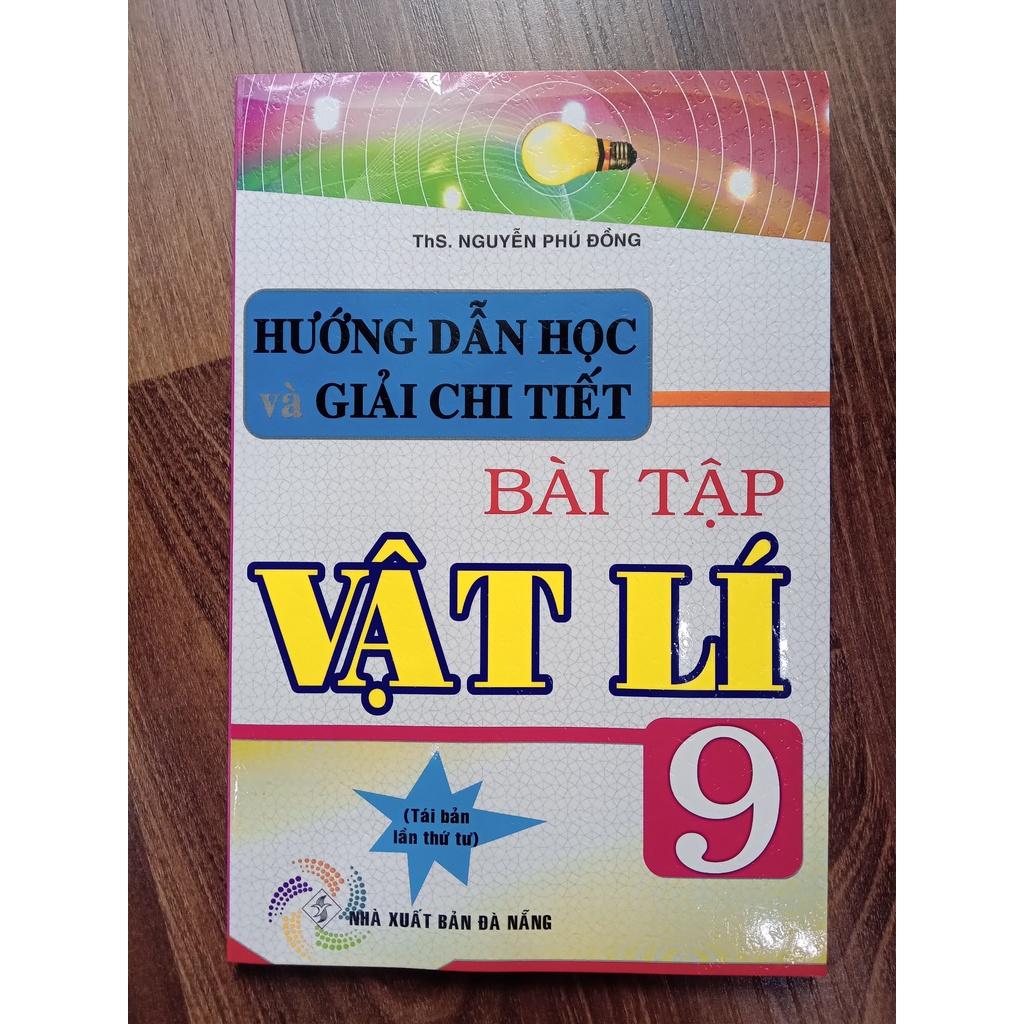 ThS. NGUYỄN PHÚ ĐỒNG
HƯỚNG DẪN HỌC
và GIẢI CHI TIẾT
BÀI TẬP
VẬT LÍ
9
(Tái bản
lần thứ tư)
NHÀ XUẤT BẢN ĐÀ NẴNG